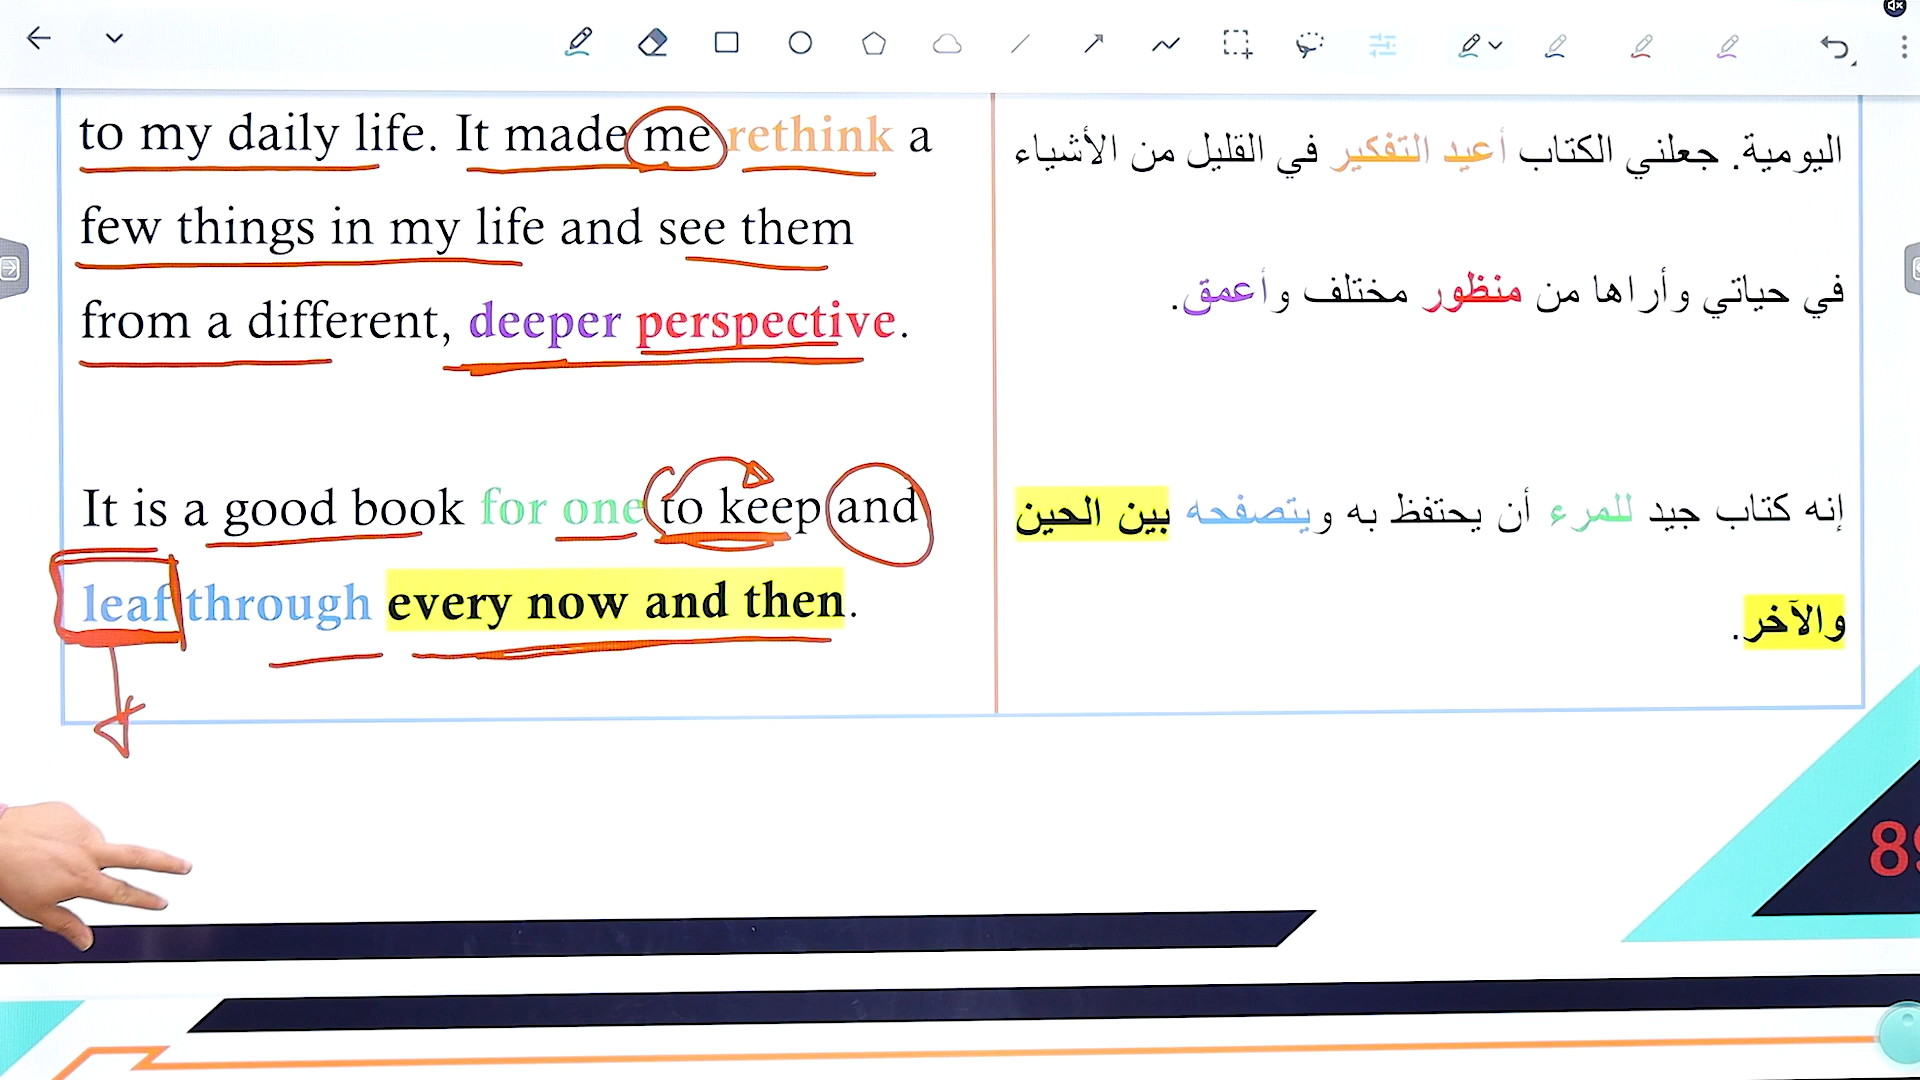 to my daily life. It made me rethink a
few things in my life and see them
from a different, deeper perspective.
It is a good book for one to keep and
leaf through every now and then.
اليومية. جعلني الكتاب أعيد التفكير في القليل من الأشياء
في حياتي وأراها من منظور مختلف وأعمق.
إنه كتاب جيد للمرء أن يحتفظ به ويتصفحه بين الحين
والآخر.